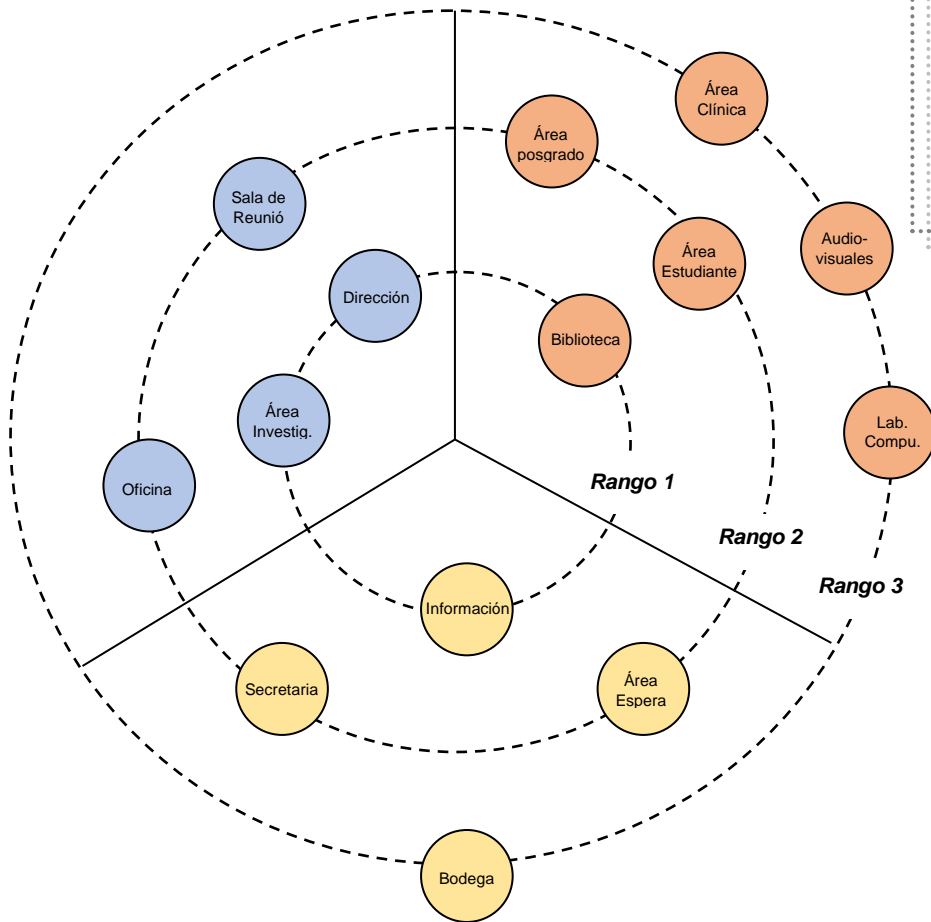 Área
Clínica
Área
posgrado
Sala de
Reunió
Audio-
visuales
Área
Estudiante
Dirección
Biblioteca
Área
Investig.
Lab.
Compu.
Oficina
Rango 1
Rango 2
Rango 3
Información
Secretaria
Área
Espera
Bodega